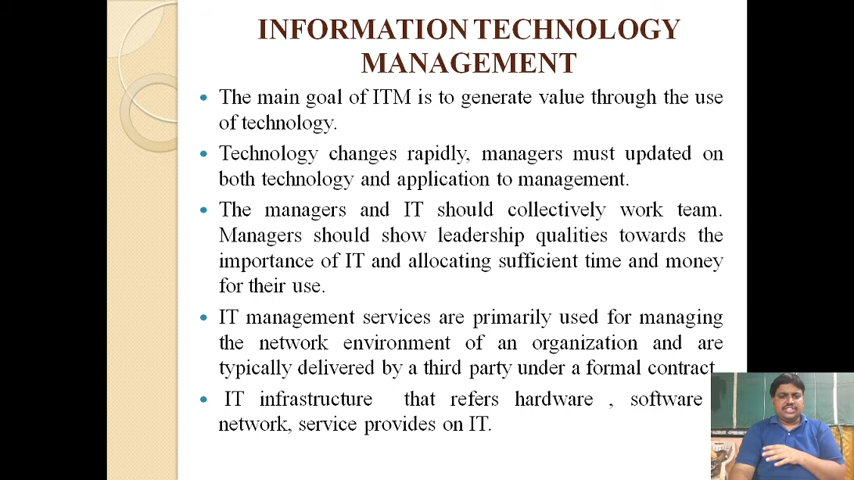 INFORMATION TECHNOLOGY
MANAGEMENT
• The main goal of ITM is to generate value through the use
of technology.
• Technology changes rapidly, managers must updated on
both technology and application to management.
• The managers and IT should collectively work team.
Managers should show leadership qualities towards the
importance of IT and allocating sufficient time and money
for their use.
• IT management services are primarily used for managing
the network environment of an organization and are
typically delivered by a third party under a formal contract
• IT infrastructure that refers hardware , software
network, service provides on IT.